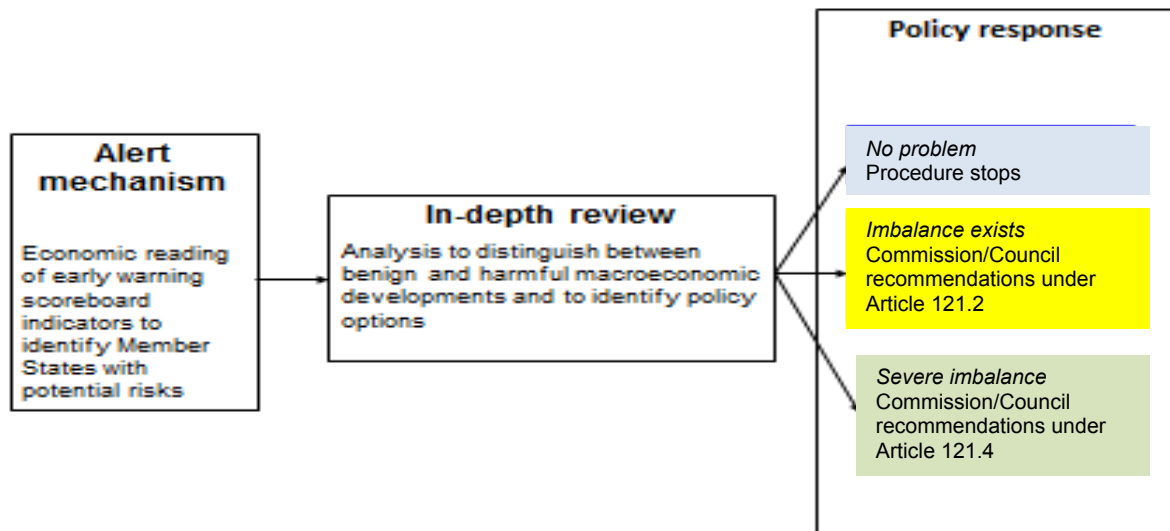 Alert
mechanism
Economic reading
of early warning
scoreboard
indicators to
identify Member
States with
potential risks
In-depth review
Analysis to distinguish between
benign and harmful macroeconomic
developments and to identify policy
options
Policy response
No problem
Procedure stops
Imbalance exists
Commission/Council
recommendations under
Article 121.2
Severe imbalance
Commission/Council
recommendations under
Article 121.4